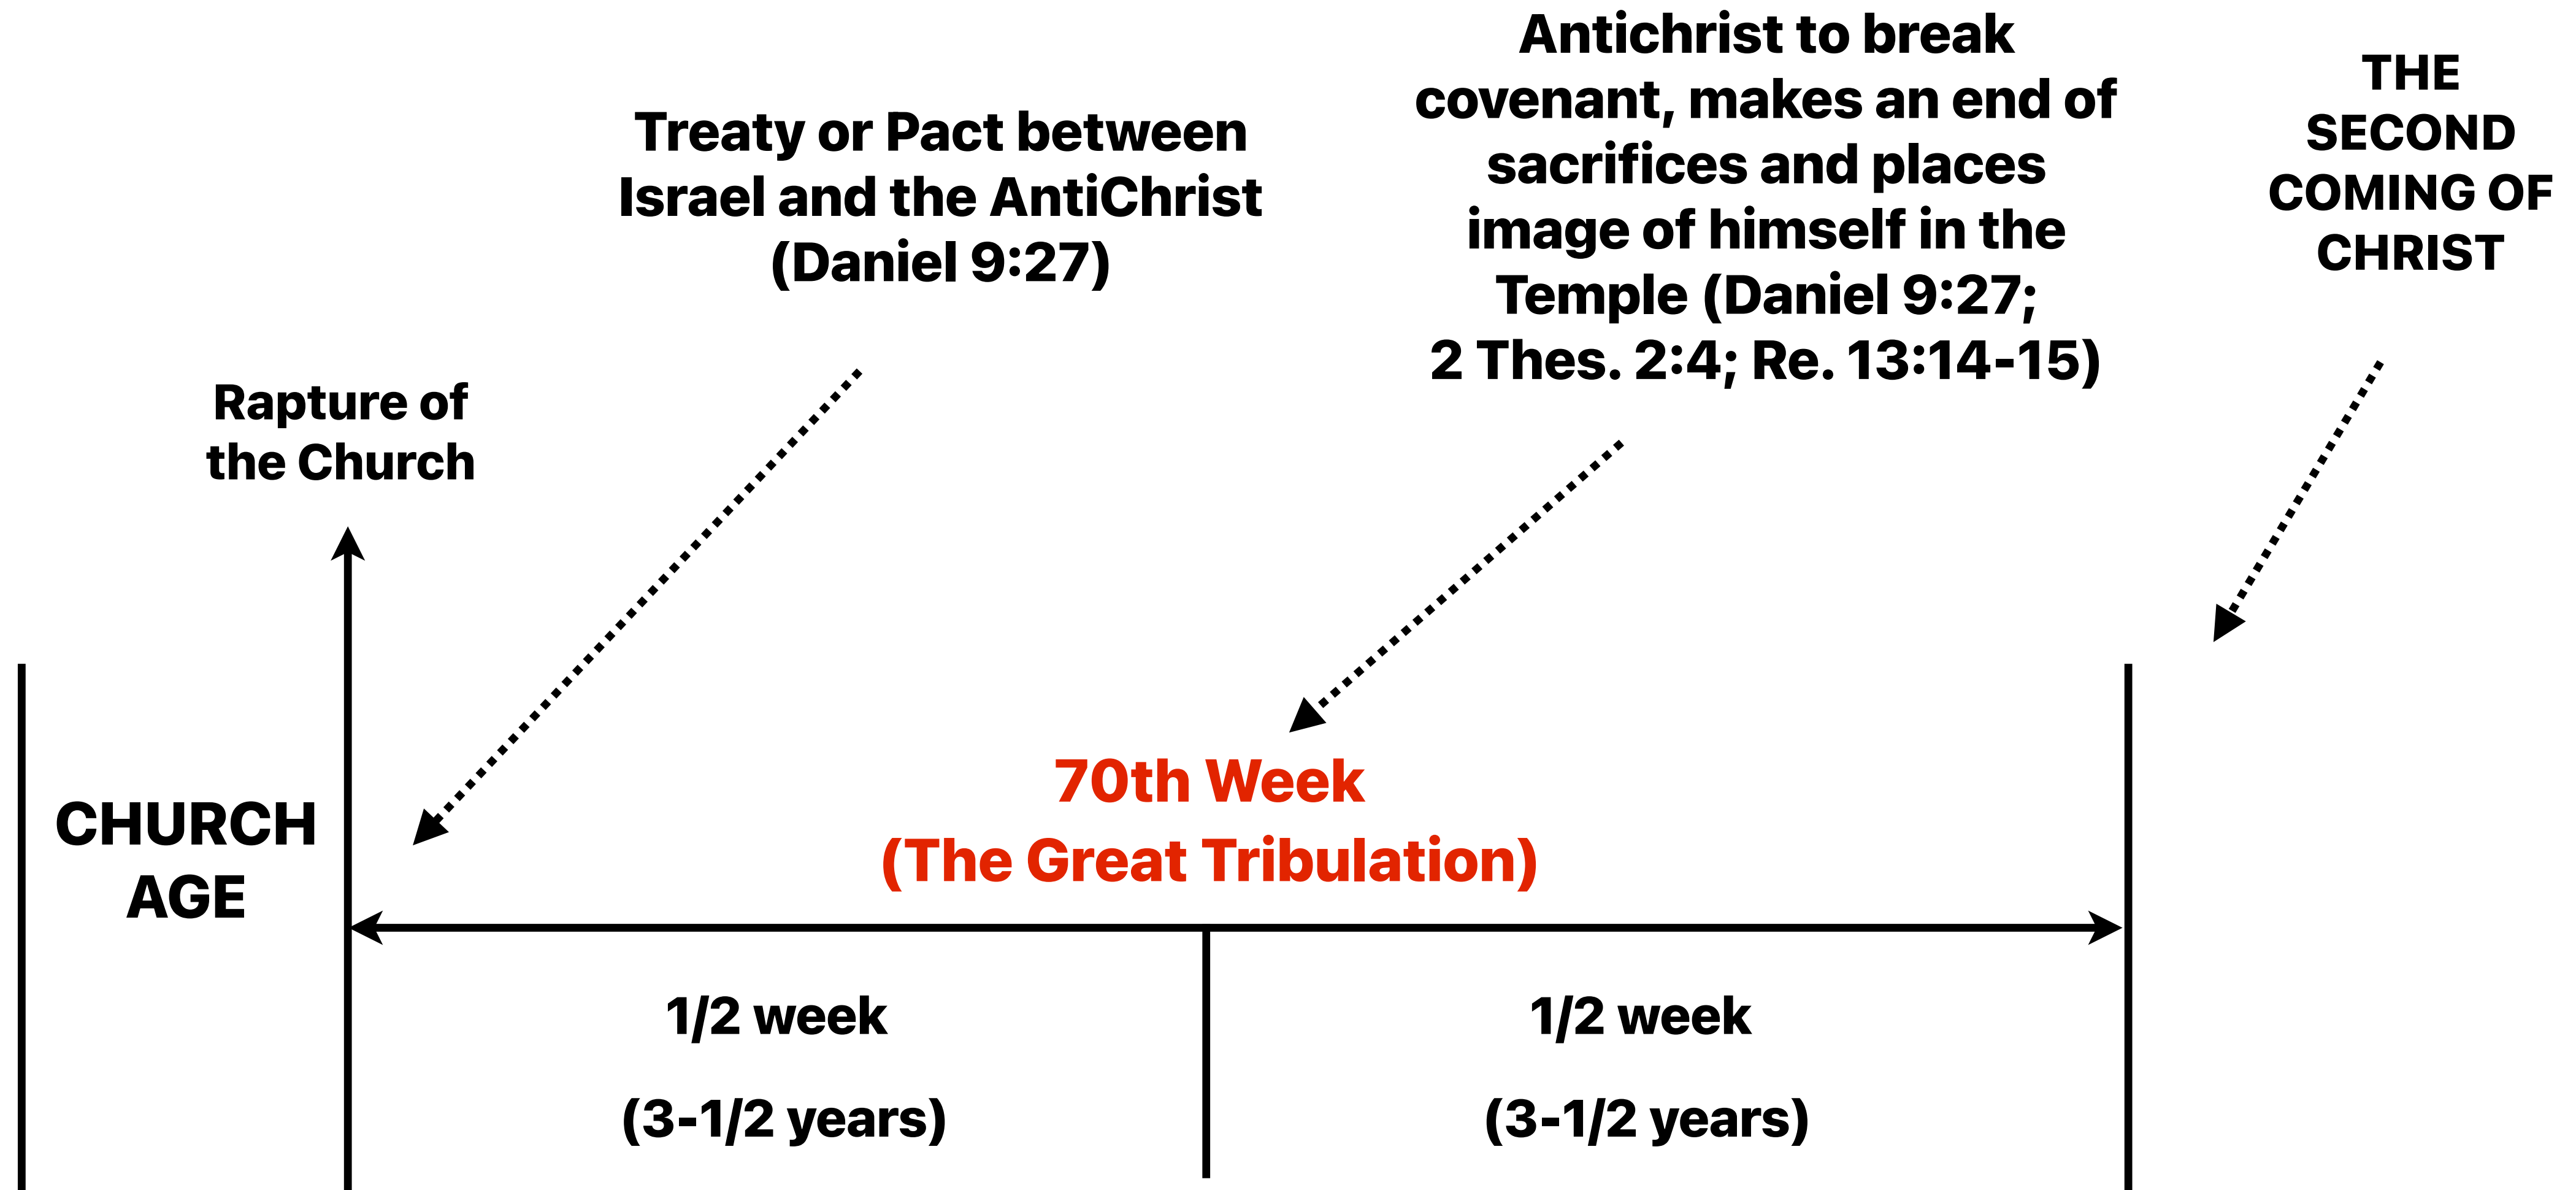 Rapture of
the Church
Treaty or Pact between
Israel and the AntiChrist
(Daniel 9:27)
Antichrist to break
covenant, makes an end of
sacrifices and places
image of himself in the
Temple (Daniel 9:27;
2 Thes. 2:4; Re. 13:14-15)
THE
SECOND
COMING OF
CHRIST
CHURCH
AGE
70th Week
(The Great Tribulation)
1/2 week
(3-1/2 years)
1/2 week
(3-1/2 years)